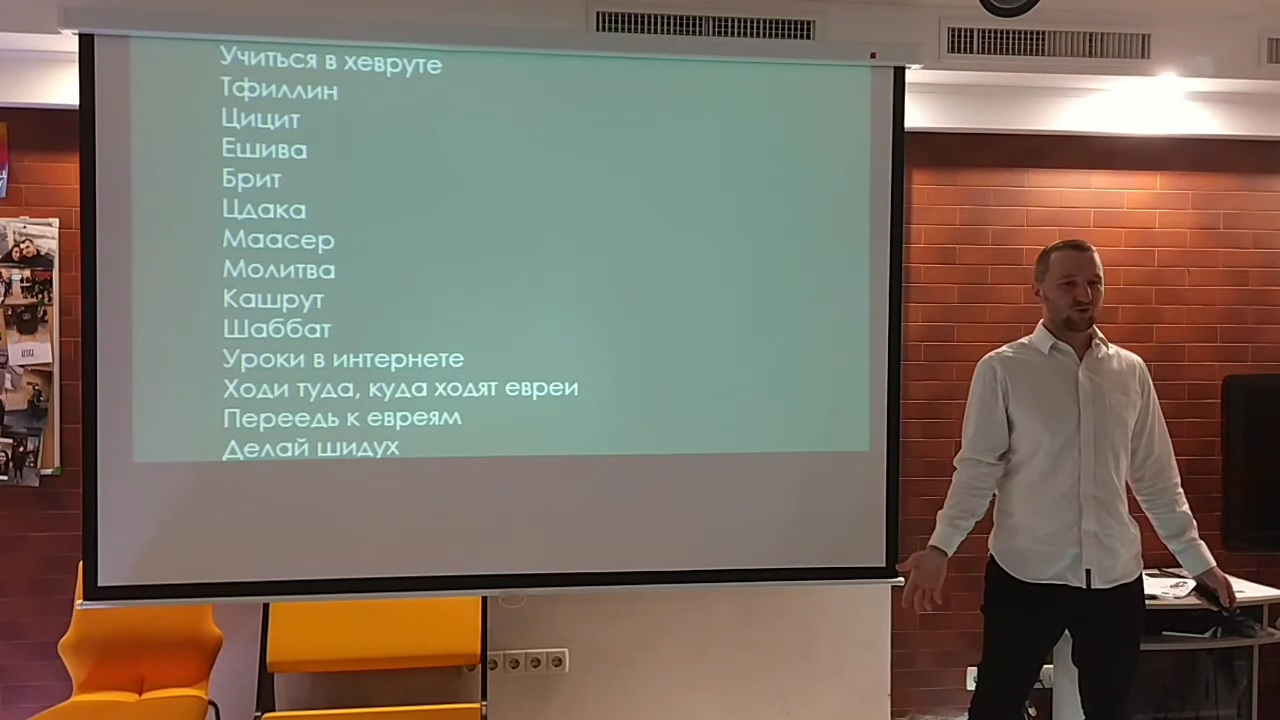 Учиться в хевруте
Тфиллин
Цицит
Ешива
Брит
Цдака
Маасер
Молитва
Кашрут
Шаббат
Уроки в интернете
Ходи туда, куда ходят евреи
Переедь к евреям
Делай шидух